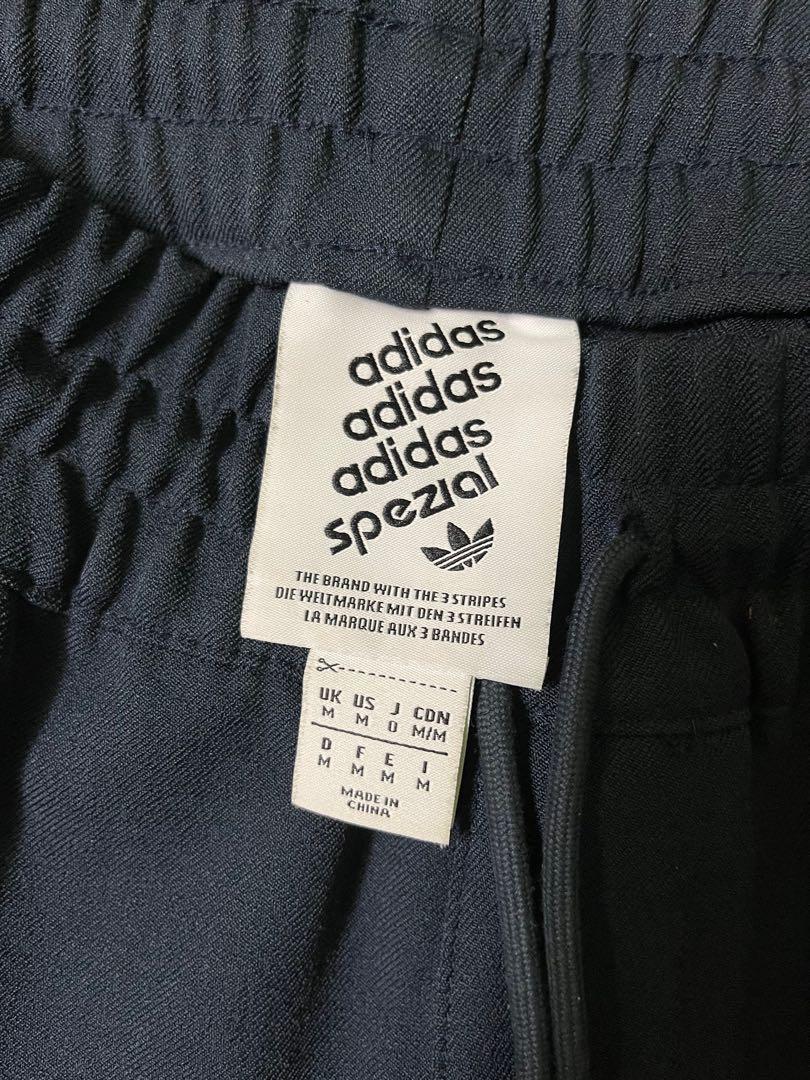 adidas
adidas
adidas
spezial
THE BRAND WITH THE 3 STRIPES
DIE WELTMARKE MIT DEN 3 STREIFEN
LA MARQUE AUX 3 BANDES
UK US J CDN
M M O M/M
D F E I
M M M M
MADE IN
CHINA